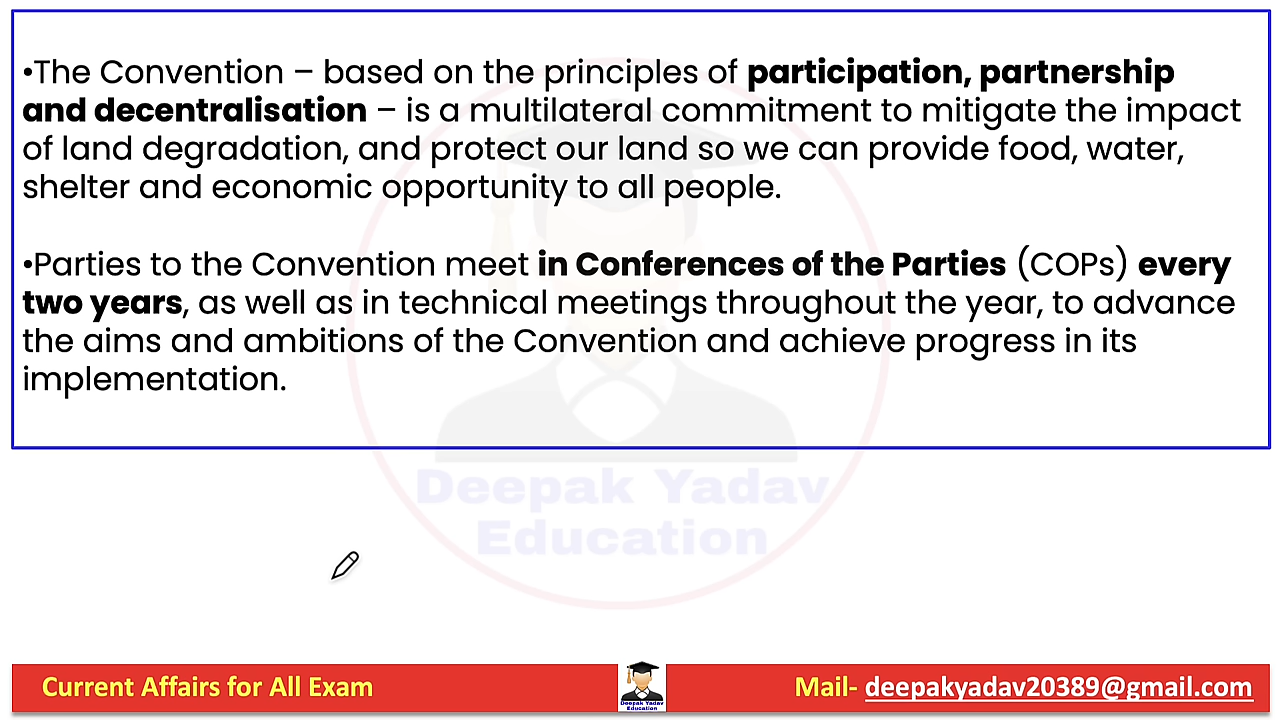 •The Convention – based on the principles of participation, partnership
and decentralisation – is a multilateral commitment to mitigate the impact
of land degradation, and protect our land so we can provide food, water,
shelter and economic opportunity to all people.
•Parties to the Convention meet in Conferences of the Parties (COPs) every
two years, as well as in technical meetings throughout the year, to advance
the aims and ambitions of the Convention and achieve progress in its
implementation.
Deepak Yadav
Education
Current Affairs for All Exam
Deepak Yadav
Education
Mail- deepakyadav20389@gmail.com